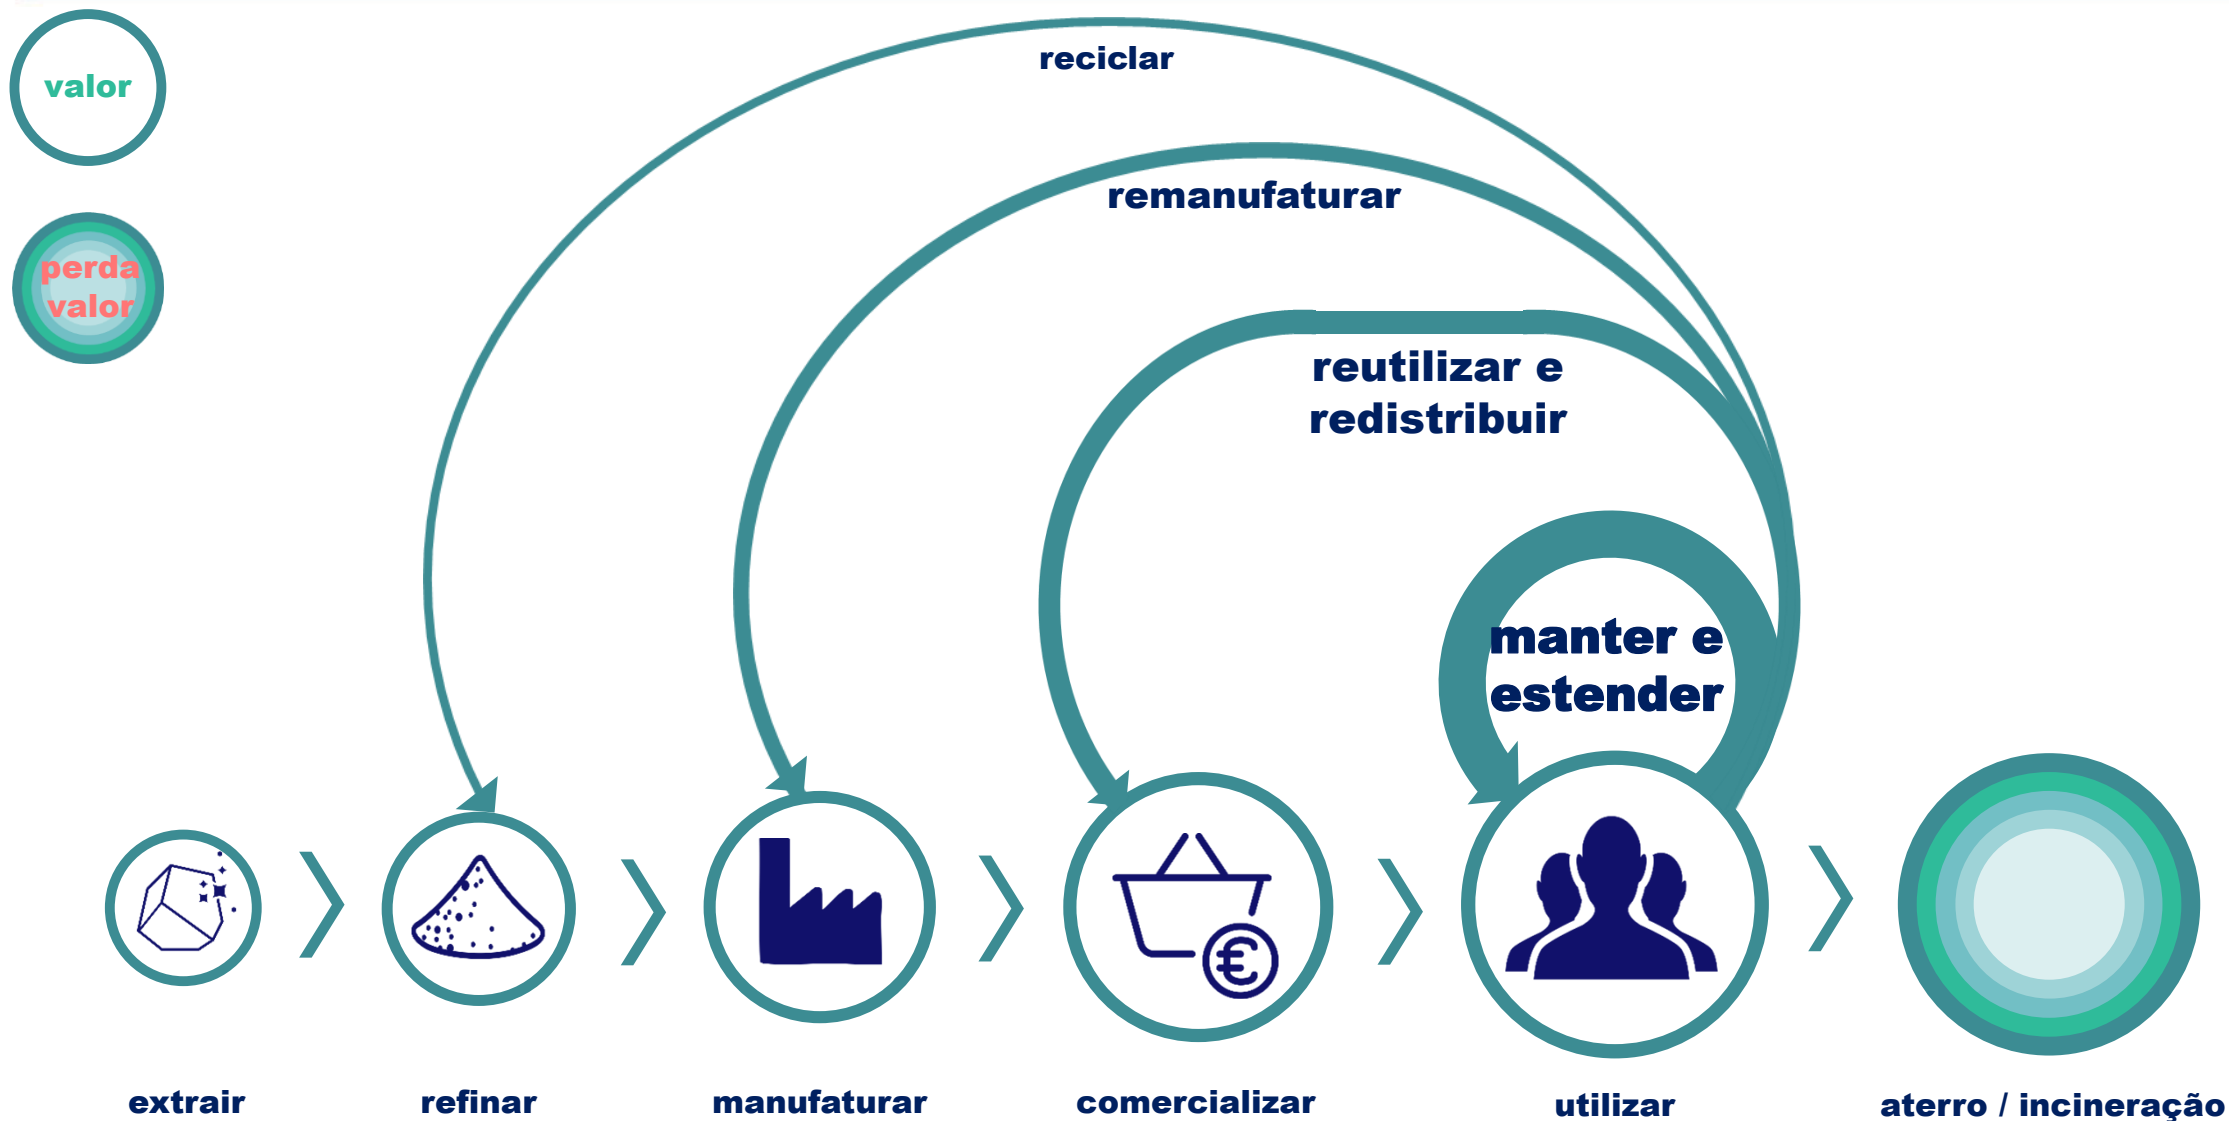 valor
perda
valor
reciclar
remanufaturar
reutilizar e
redistribuir
manter e
estender
€
extrair
refinar
manufaturar
comercializar
utilizar
aterro / incineração